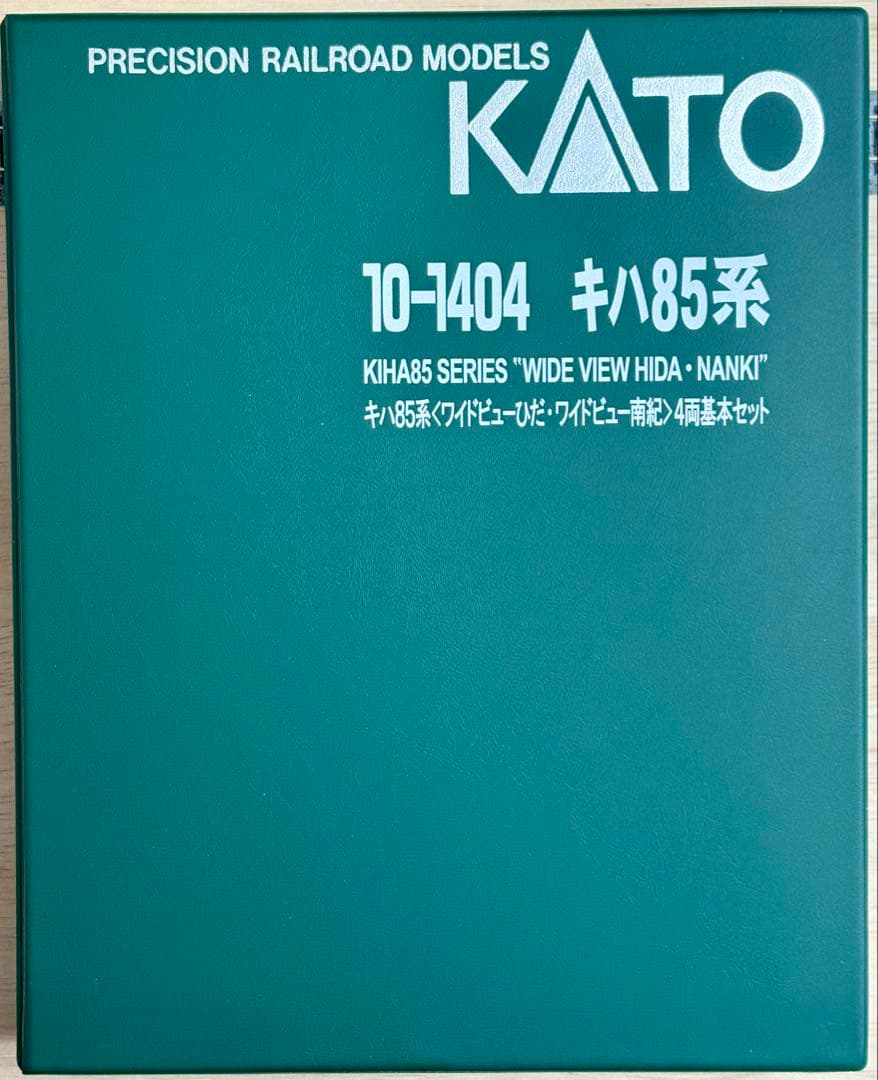 PRECISION RAILROAD MODELS
KATO
10-1404 キハ85系
KIHA85 SERIES "WIDE VIEW HIDA・NANKI"
キハ85系〈ワイドビューひだ・ワイドビュー南紀〉4両基本セット